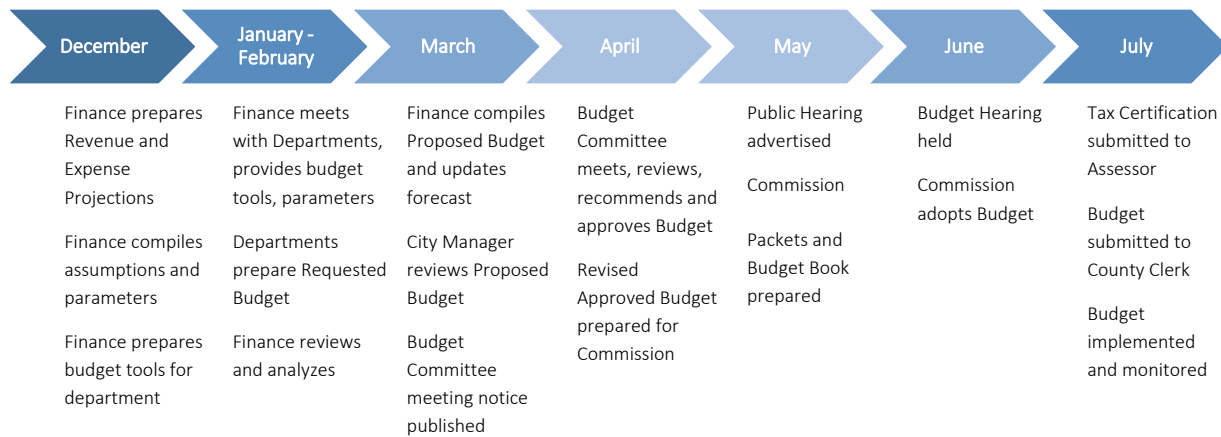 December
January -
February
March
April
May
June
July
Finance prepares
Revenue and
Expense
Projections
Finance compiles
assumptions and
parameters
Finance prepares
budget tools for
department
Finance meets
with Departments,
provides budget
tools, parameters
Departments
prepare Requested
Budget
Finance reviews
and analyzes
Finance compiles
Proposed Budget
and updates
forecast
City Manager
reviews Proposed
Budget
Budget
Committee
meeting notice
published
Budget
Committee
meets, reviews,
recommends and
approves Budget
Revised
Approved Budget
prepared for
Commission
Public Hearing
advertised
Commission
Packets and
Budget Book
prepared
Budget Hearing
held
Commission
adopts Budget
Tax Certification
submitted to
Assessor
Budget
submitted to
County Clerk
Budget
implemented
and monitored